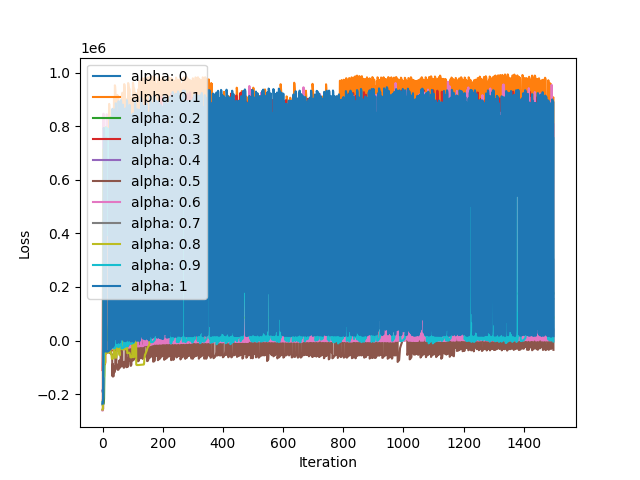 1e6
1.0
0.8
0.6
0.4
0.2
0.0
−0.2
Loss
alpha: 0
alpha: 0.1
alpha: 0.2
alpha: 0.3
alpha: 0.4
alpha: 0.5
alpha: 0.6
alpha: 0.7
alpha: 0.8
alpha: 0.9
alpha: 1
0 200 400 600 800 1000 1200 1400
Iteration